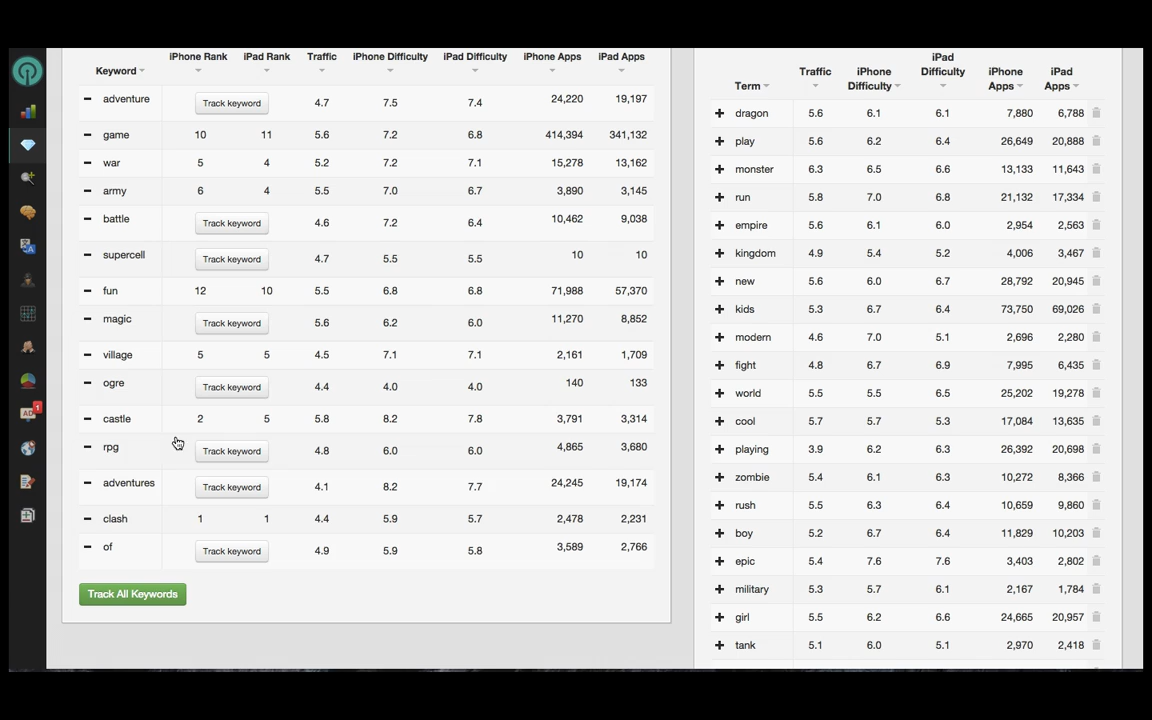 Keyword iPhone Rank iPad Rank Traffic iPhone Difficulty iPad Difficulty iPhone Apps iPad Apps
adventure Track keyword 4.7 7.5 7.4 24,220 19,197
game 10 11 5.6 7.2 6.8 414,394 341,132
war 5 4 5.2 7.2 7.1 15,278 13,162
army 6 4 5.5 7.0 6.7 3,890 3,145
battle Track keyword 4.6 7.2 6.4 10,462 9,038
supercell Track keyword 4.7 5.5 5.5 10 10
fun 12 10 5.5 6.8 6.8 71,988 57,370
magic Track keyword 5.6 6.2 6.0 11,270 8,852
village 5 5 4.5 7.1 7.1 2,161 1,709
ogre Track keyword 4.4 4.0 4.0 140 133
castle 2 5 5.8 8.2 7.8 3,791 3,314
rpg Track keyword 4.8 6.0 6.0 4,865 3,680
adventures Track keyword 4.1 8.2 7.7 24,245 19,174
clash 1 1 4.4 5.9 5.7 2,478 2,231
of Track keyword 4.9 5.9 5.8 3,589 2,766
Track All Keywords
Term Traffic iPhone Difficulty iPad Difficulty iPhone Apps iPad Apps
dragon 5.6 6.1 6.1 7,880 6,788
play 5.6 6.2 6.4 26,649 20,888
monster 6.3 6.5 6.6 13,133 11,643
run 5.8 7.0 6.8 21,132 17,334
empire 5.6 6.1 6.0 2,954 2,563
kingdom 4.9 5.4 5.2 4,006 3,467
new 5.6 6.0 6.7 28,792 20,945
kids 5.3 6.7 6.4 73,750 69,026
modern 4.6 7.0 5.1 2,696 2,280
fight 4.8 6.7 6.9 7,995 6,435
world 5.5 5.5 6.5 25,202 19,278
cool 5.7 5.7 5.3 17,084 13,635
playing 3.9 6.2 6.3 26,392 20,698
zombie 5.4 6.1 6.3 10,272 8,366
rush 5.5 6.3 6.4 10,659 9,860
boy 5.2 6.7 6.4 11,829 10,203
epic 5.4 7.6 7.6 3,403 2,802
military 5.3 5.7 6.1 2,167 1,784
girl 5.5 6.2 6.6 24,665 20,957
tank 5.1 6.0 5.1 2,970 2,418
AD 1